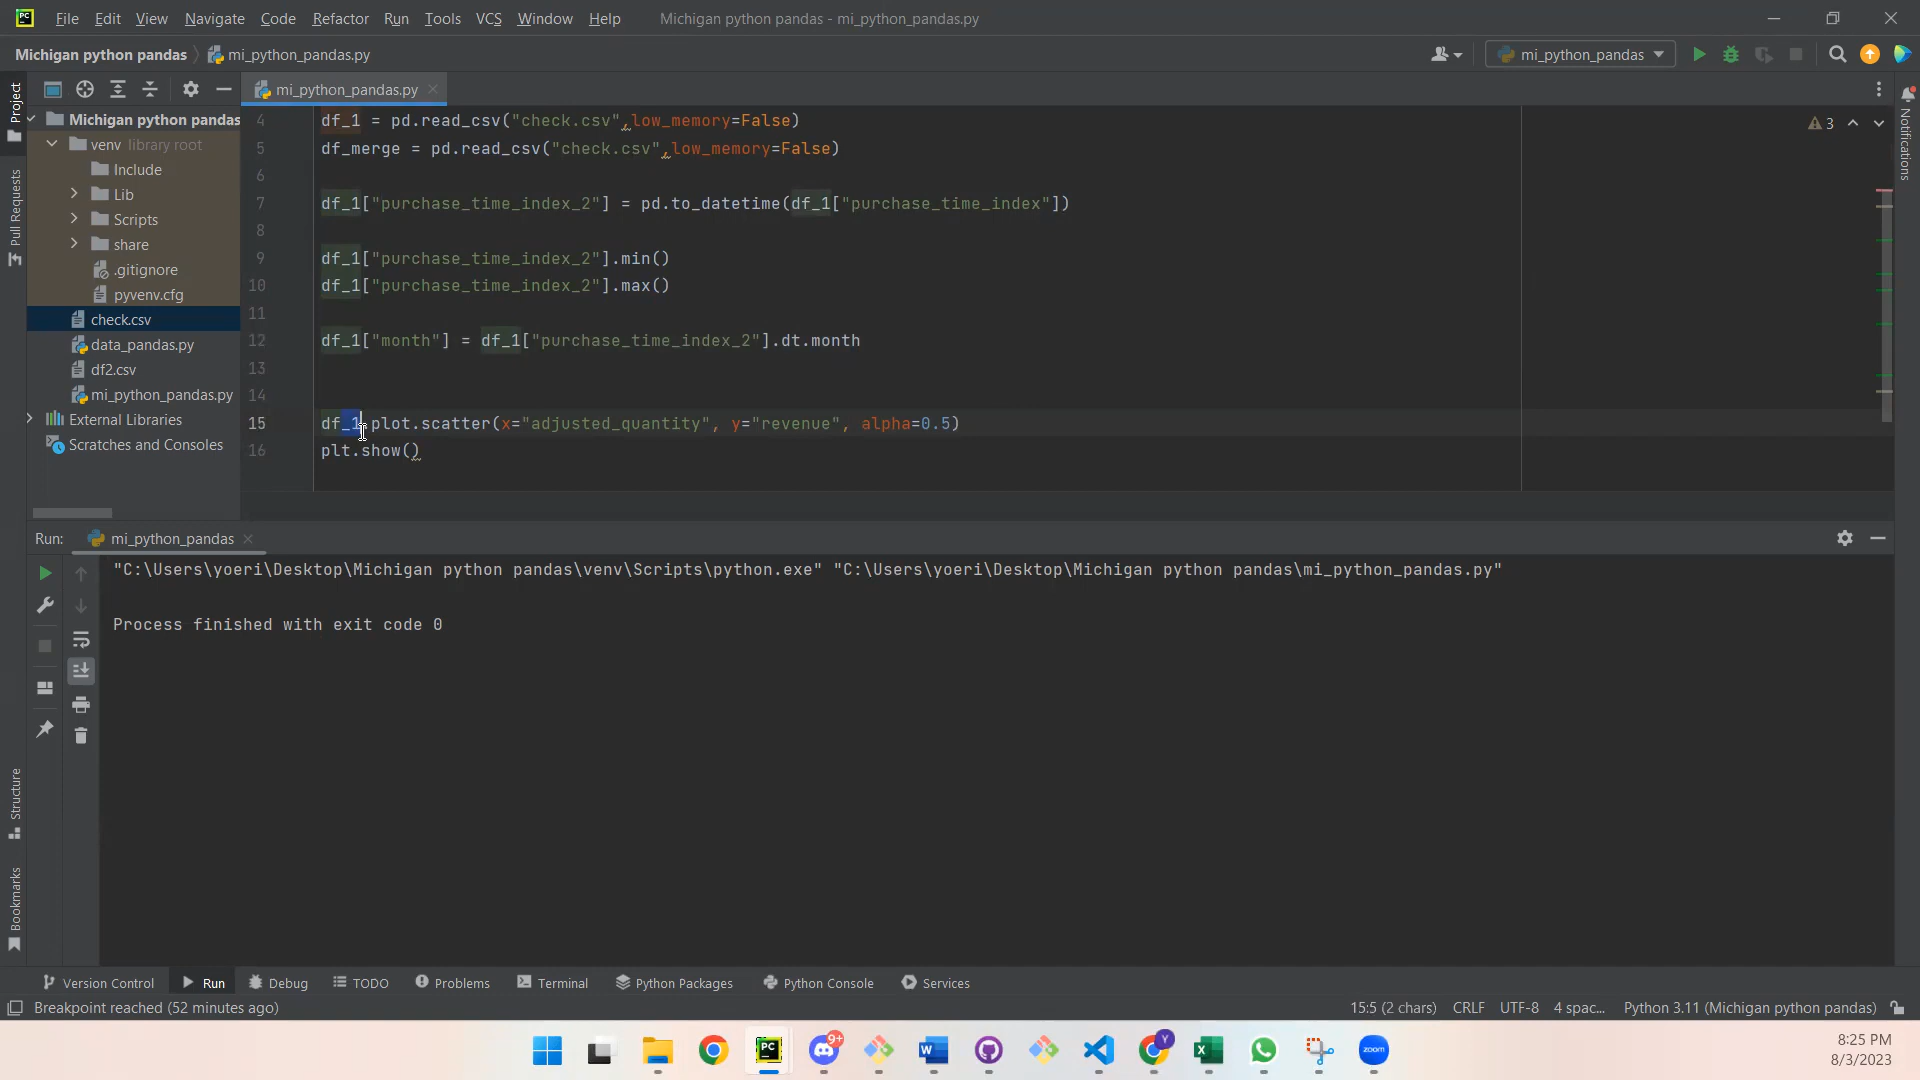 PC File Edit View Navigate Code Refactor Run Tools VCS Window Help Michigan python pandas - mi_python_pandas.py
Michigan python pandas mi_python_pandas.py mi_python_pandas
Project
Pull Requests
Structure
Bookmarks
Notifications
mi_python_pandas.py
Michigan python pandas
venv library root
Include
Lib
Scripts
share
.gitignore
pyvenv.cfg
check.csv
data_pandas.py
df2.csv
mi_python_pandas.py
External Libraries
Scratches and Consoles
3
4 df_1 = pd.read_csv("check.csv",low_memory=False)
5 df_merge = pd.read_csv("check.csv",low_memory=False)
6
7 df_1["purchase_time_index_2"] = pd.to_datetime(df_1["purchase_time_index"])
8
9 df_1["purchase_time_index_2"].min()
10 df_1["purchase_time_index_2"].max()
11
12 df_1["month"] = df_1["purchase_time_index_2"].dt.month
13
14
15 df_1.plot.scatter(x="adjusted_quantity", y="revenue", alpha=0.5)
16 plt.show()
Run: mi_python_pandas
"C:\Users\yoeri\Desktop\Michigan python pandas\venv\Scripts\python.exe" "C:\Users\yoeri\Desktop\Michigan python pandas\mi_python_pandas.py"
Process finished with exit code 0
Version Control Run Debug TODO Problems Terminal Python Packages Python Console Services
Breakpoint reached (52 minutes ago) 15:5 (2 chars) CRLF UTF-8 4 spac... Python 3.11 (Michigan python pandas)
PC 9+ W Y X zoom
8:25 PM
8/3/2023